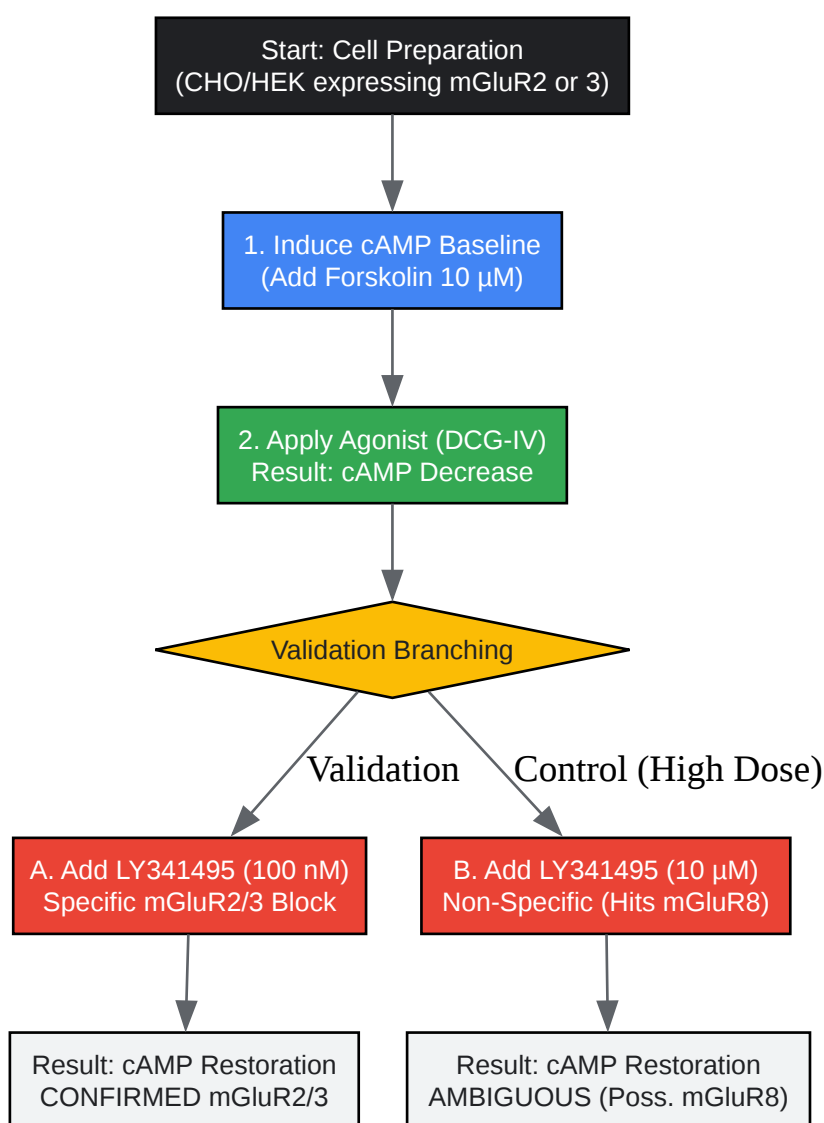 Start: Cell Preparation
(CHO/HEK expressing mGluR2 or 3)
1. Induce cAMP Baseline
(Add Forskolin 10 µM)
2. Apply Agonist (DCG-IV)
Result: cAMP Decrease
Validation Branching
Validation
Control (High Dose)
A. Add LY341495 (100 nM)
Specific mGluR2/3 Block
B. Add LY341495 (10 µM)
Non-Specific (Hits mGluR8)
Result: cAMP Restoration
CONFIRMED mGluR2/3
Result: cAMP Restoration
AMBIGUOUS (Poss. mGluR8)